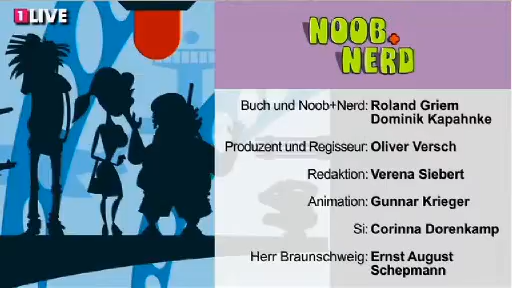 1LIVE
NOOB+
NERD
Buch und Noob+Nerd: Roland Griem
Dominik Kapahnke
Produzent und Regisseur: Oliver Versch
Redaktion: Verena Siebert
Animation: Gunnar Krieger
Si: Corinna Dorenkamp
Herr Braunschweig: Ernst August
Schepmann